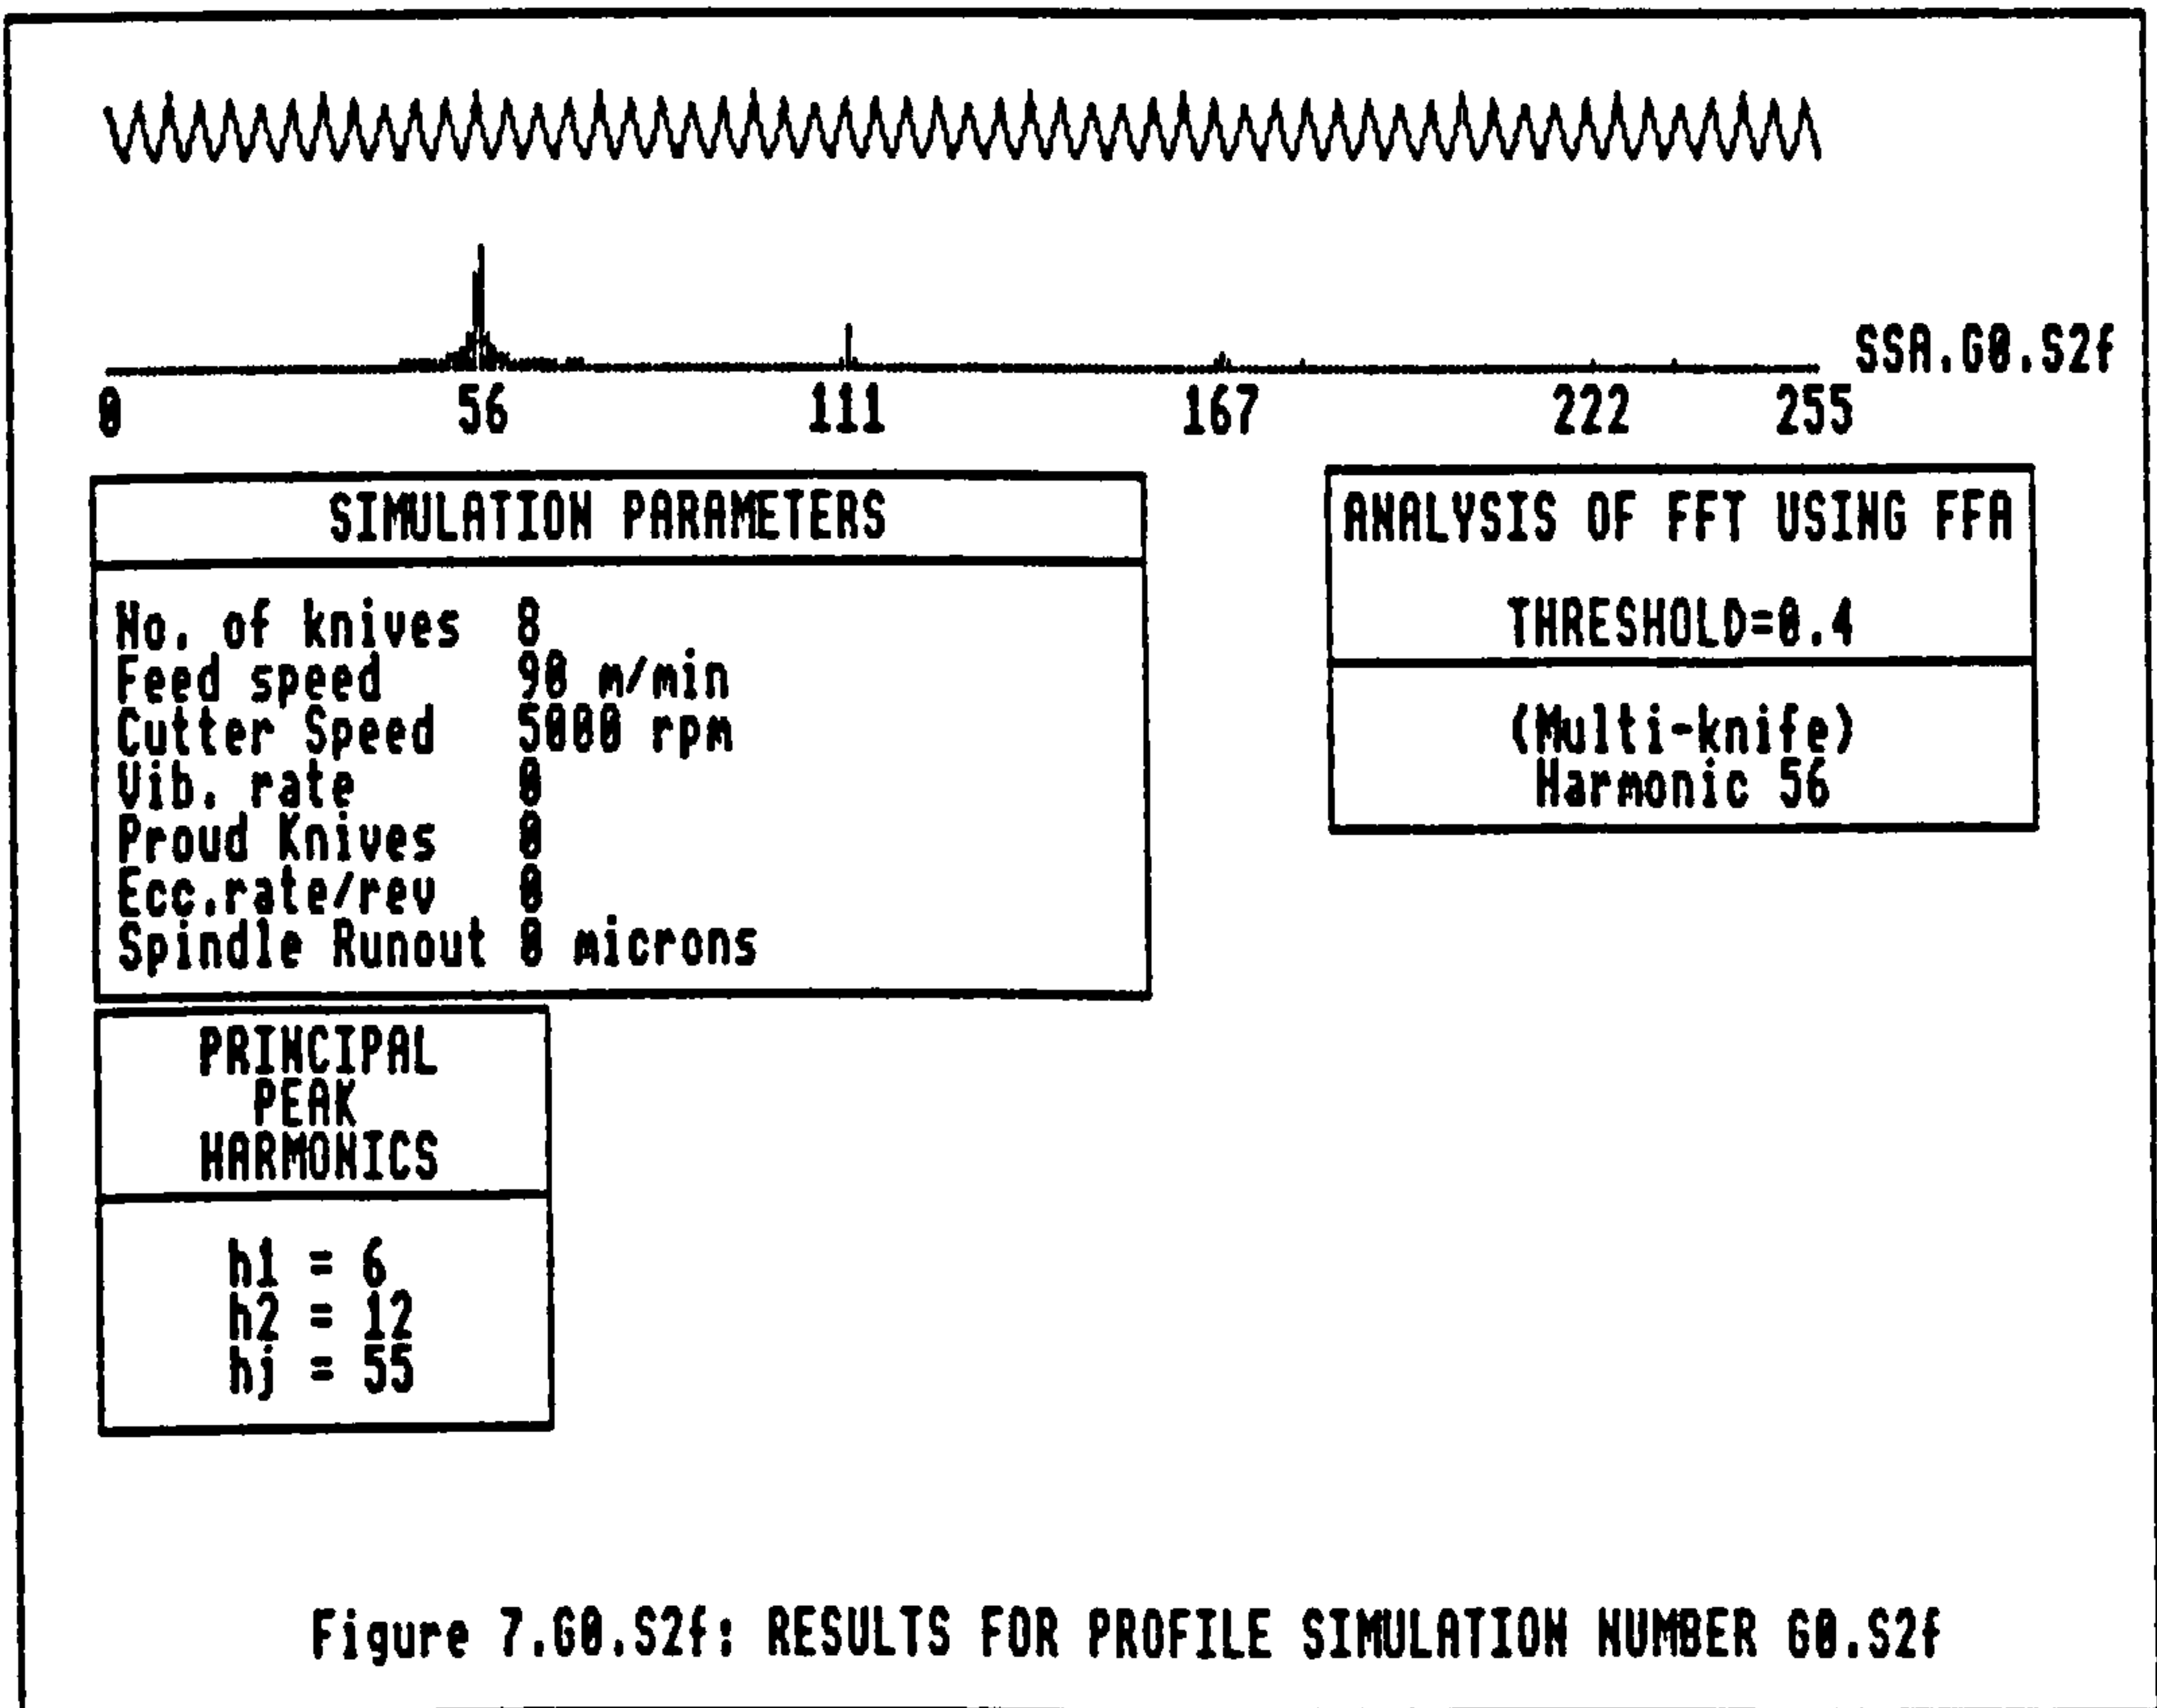 SSA.G0.S2f
0 56 111 167 222 255
SIMULATION PARAMETERS
No. of knives 8
Feed speed 90 m/min
Cutter Speed 5000 rpm
Vib. rate 0
Proud Knives 0
Ecc.rate/rev 0
Spindle Runout 0 microns
ANALYSIS OF FFT USING FFA
THRESHOLD=0.4
(Multi-knife)
Harmonic 56
PRINCIPAL
PEAK
HARMONICS
h1 = 6
h2 = 12
hj = 55
Figure 7.G0.S2f: RESULTS FOR PROFILE SIMULATION NUMBER G0.S2f